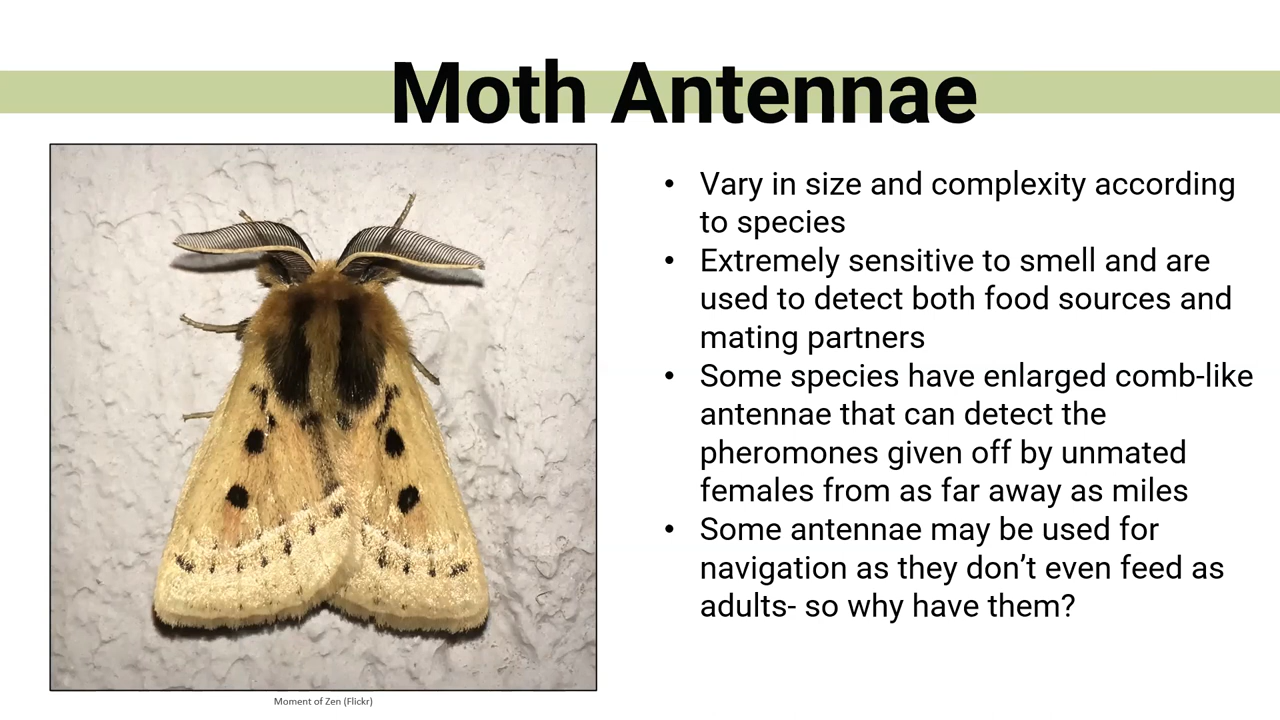 Moth Antennae
• Vary in size and complexity according
to species
• Extremely sensitive to smell and are
used to detect both food sources and
mating partners
• Some species have enlarged comb-like
antennae that can detect the
pheromones given off by unmated
females from as far away as miles
• Some antennae may be used for
navigation as they don’t even feed as
adults- so why have them?
Moment of Zen (Flickr)